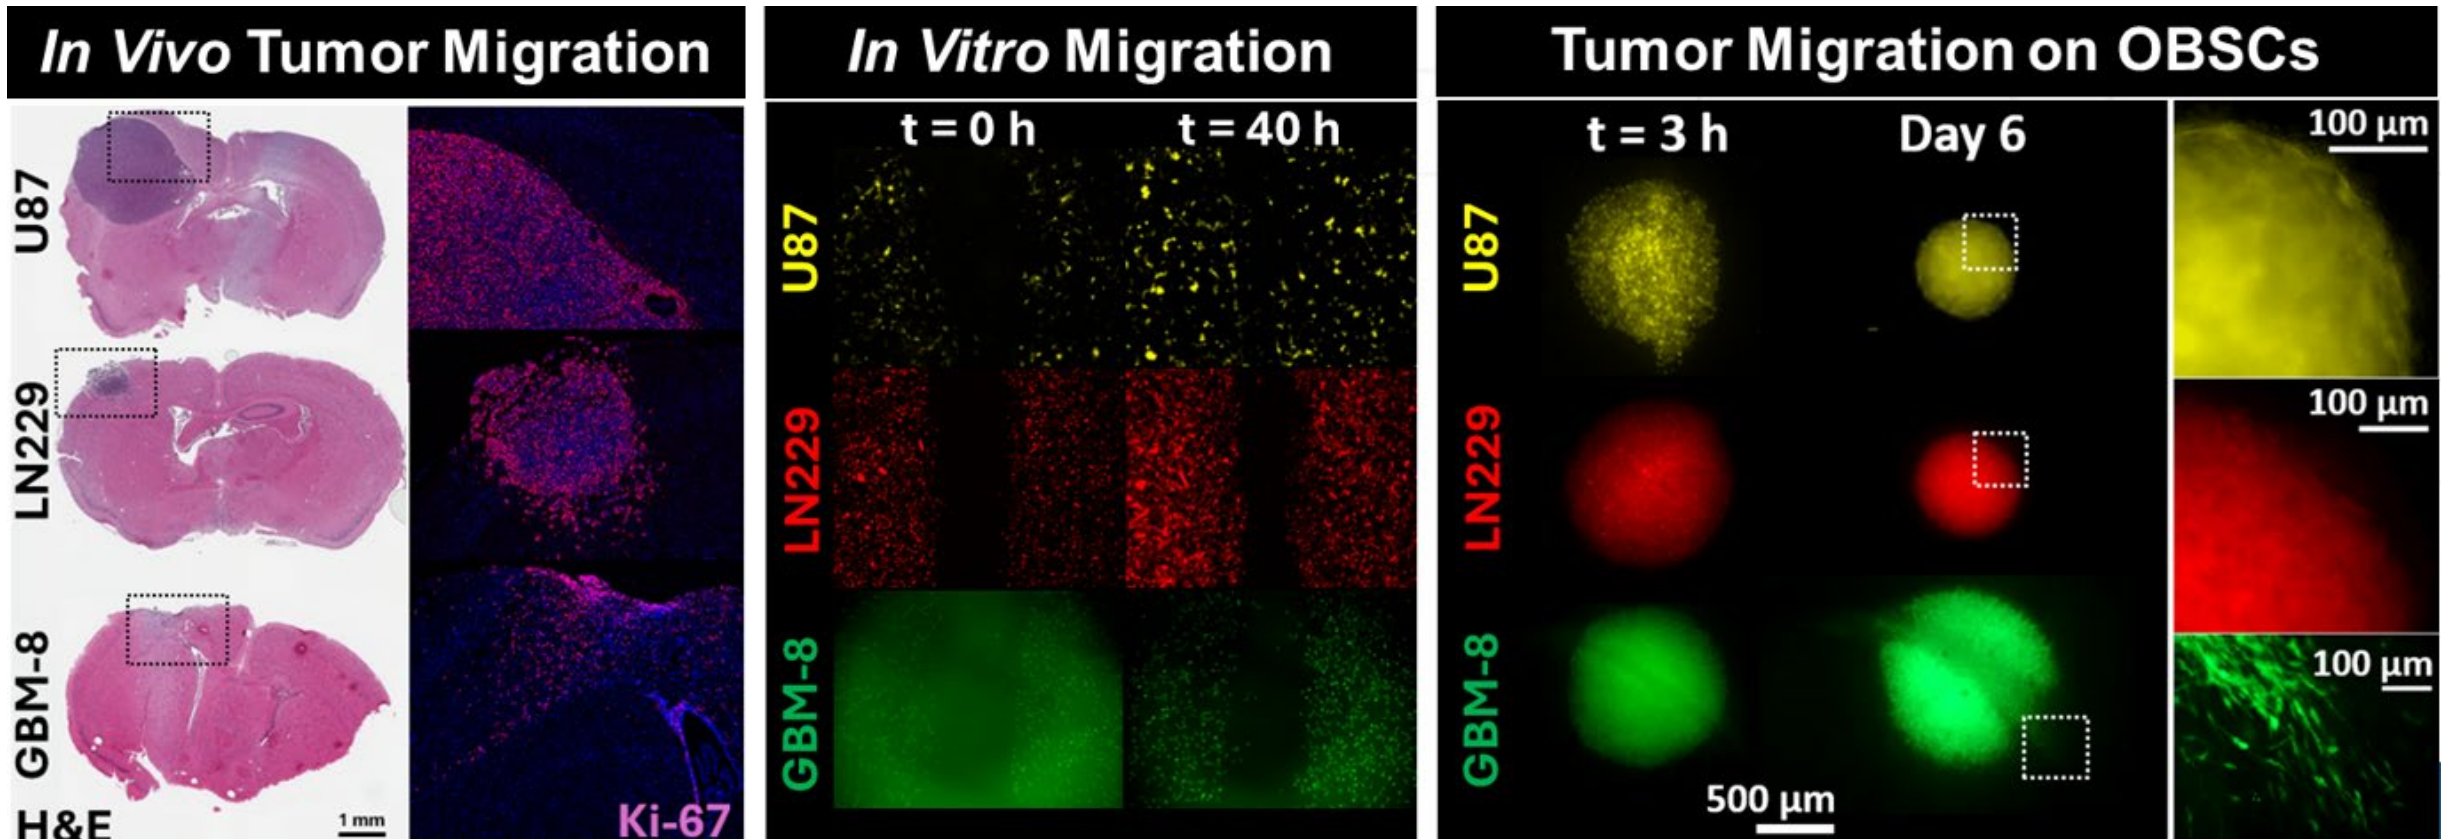 In Vivo Tumor Migration
U87
LN229
GBM-8
H&E
1 mm
Ki-67
In Vitro Migration
t = 0 h
t = 40 h
U87
LN229
GBM-8
Tumor Migration on OBSCs
t = 3 h
Day 6
U87
LN229
GBM-8
500 µm
100 µm
100 µm
100 µm